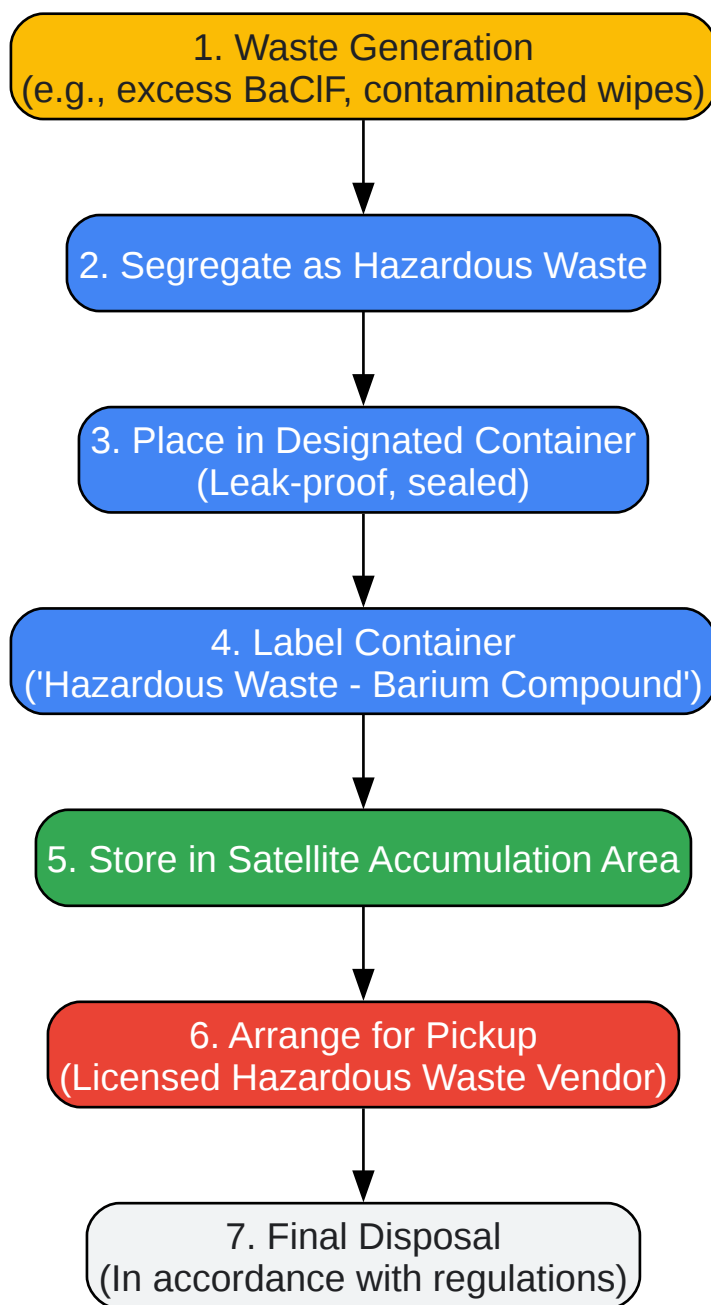 1. Waste Generation
(e.g., excess BaClF, contaminated wipes)
2. Segregate as Hazardous Waste
3. Place in Designated Container
(Leak-proof, sealed)
4. Label Container
('Hazardous Waste - Barium Compound')
5. Store in Satellite Accumulation Area
6. Arrange for Pickup
(Licensed Hazardous Waste Vendor)
7. Final Disposal
(In accordance with regulations)